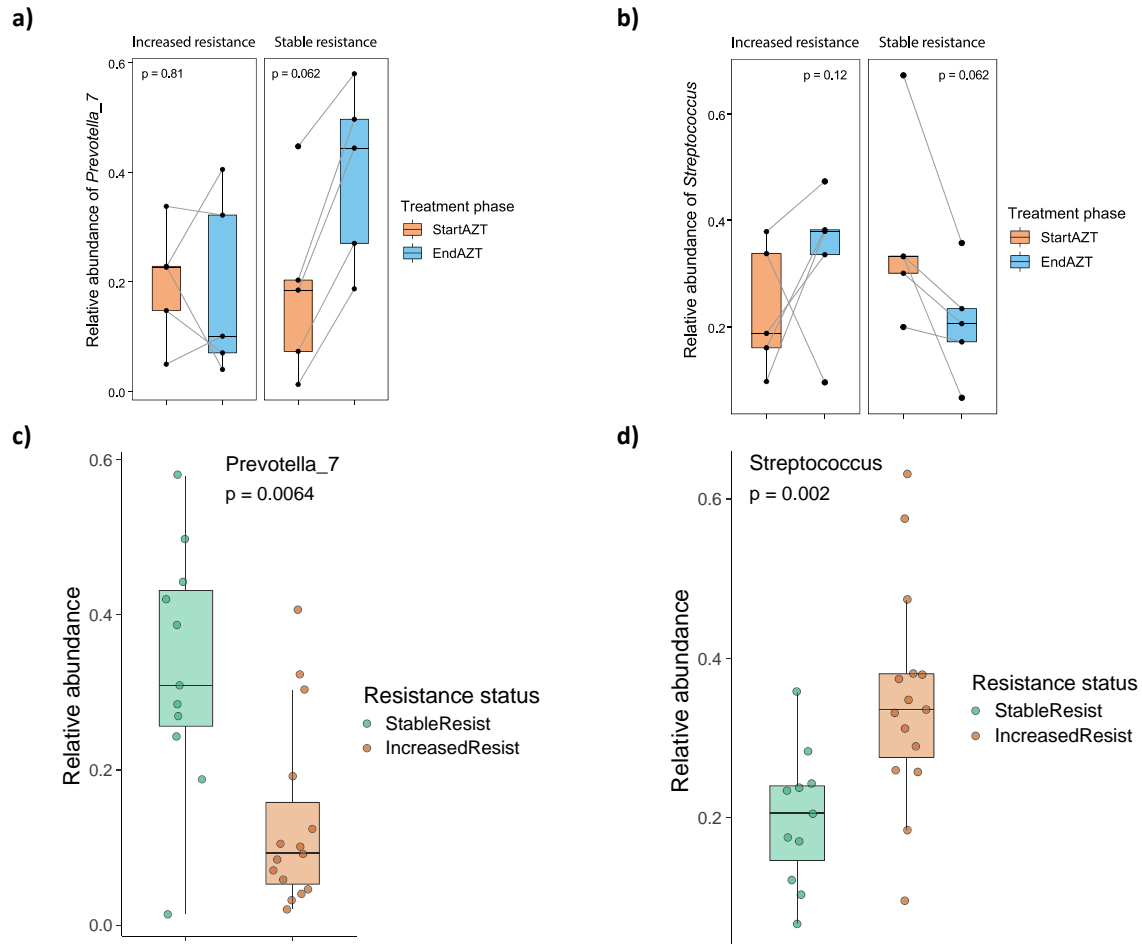 a)
Increased resistance
Stable resistance
p = 0.81
p = 0.062
Relative abundance of Prevotella_7
0.6
0.4
0.2
0.0
Treatment phase
StartAZT
EndAZT
b)
Increased resistance
Stable resistance
p = 0.12
p = 0.062
Relative abundance of Streptococcus
0.6
0.4
0.2
Treatment phase
StartAZT
EndAZT
c)
Prevotella_7
p = 0.0064
Relative abundance
0.6
0.4
0.2
0.0
Resistance status
StableResist
IncreasedResist
d)
Streptococcus
p = 0.002
Relative abundance
0.6
0.4
0.2
Resistance status
StableResist
IncreasedResist